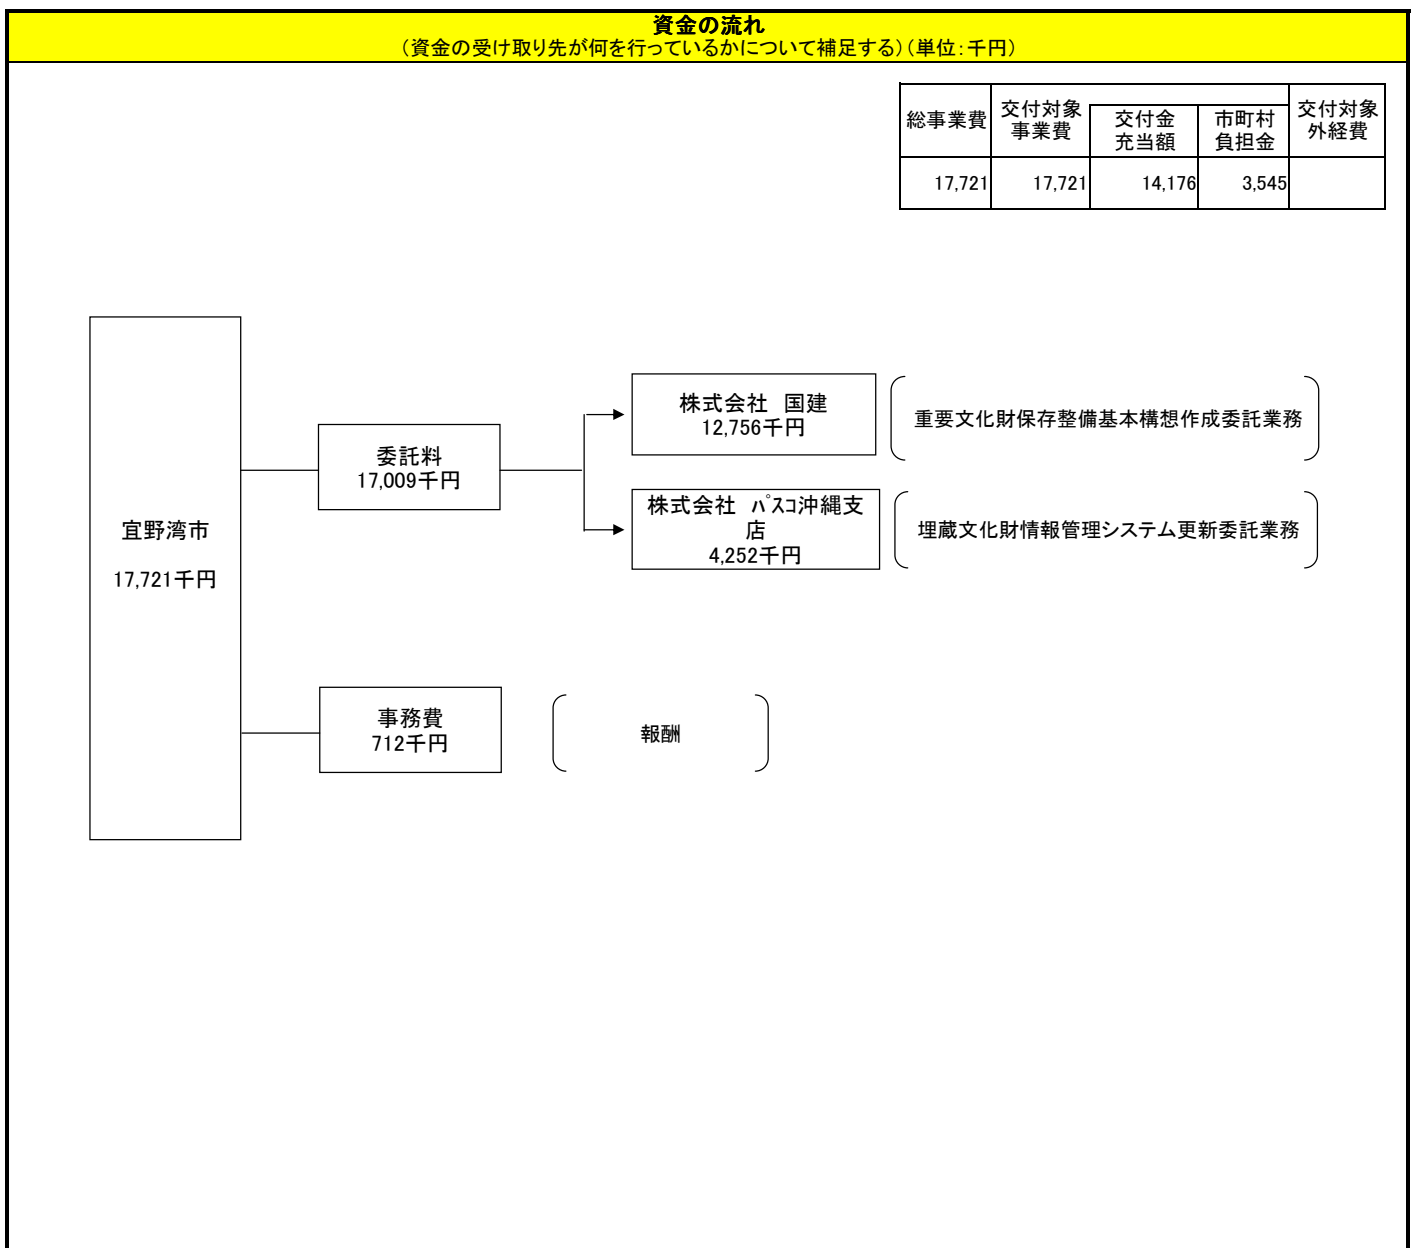 資金の流れ
（資金の受け取り先が何を行っているかについて補足する）（単位：千円）
総事業費
交付対象
事業費
交付金
充当額
市町村
負担金
交付対象
外経費
17,721
17,721
14,176
3,545
株式会社　国建
12,756千円
重要文化財保存整備基本構想作成委託業務
委託料
17,009千円
株式会社　ﾊﾟｽｺ沖縄支
店
4,252千円
埋蔵文化財情報管理システム更新委託業務
宜野湾市
17,721千円
事務費
712千円
報酬